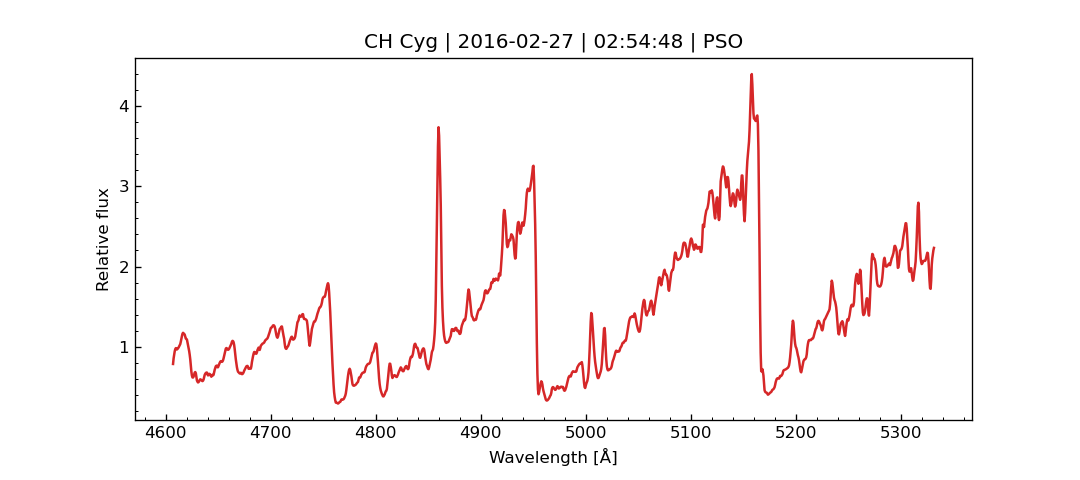 CH Cyg | 2016-02-27 | 02:54:48 | PSO
4
3
2
1
Relative flux
4600 4700 4800 4900 5000 5100 5200 5300
Wavelength [Å]